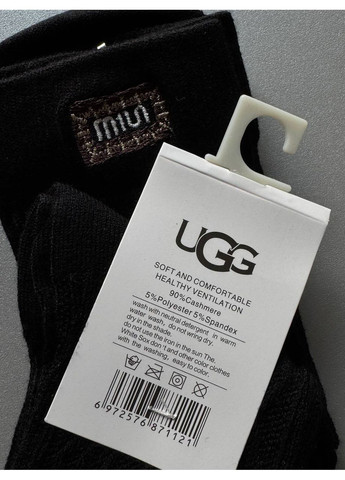 miui
UGG
SOFT AND COMFORTABLE
HEALTHY VENTILATION
90%Cashmere
5%Polyester 5%Spandex
wash with neutral detergent in warm
water wash, do not wring dry.
dry in the shade.
do not use the iron in the sun The
White Sox don't and other color clothes
with the washing, easy to color.
6 972576 871121